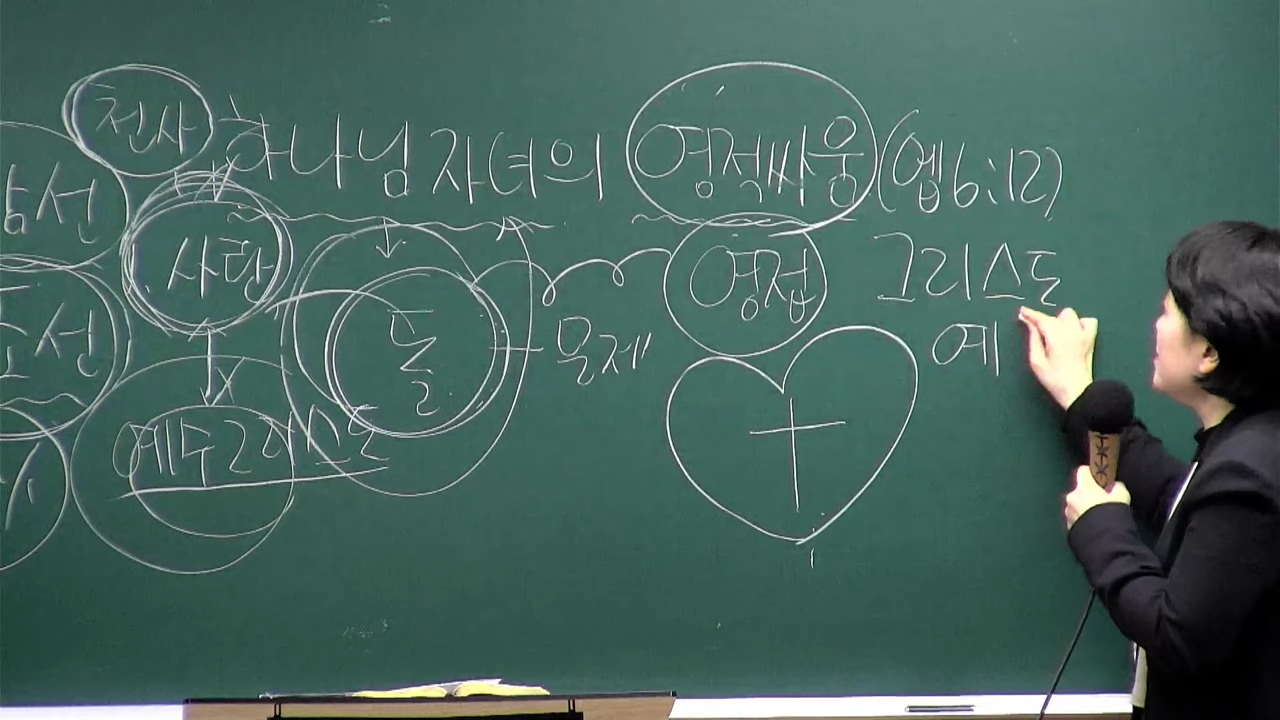 천사 하나님 자녀의 영적싸움 (엡6:12)
사탄 영접 그리스도
돌 문제 예
예수그리스도